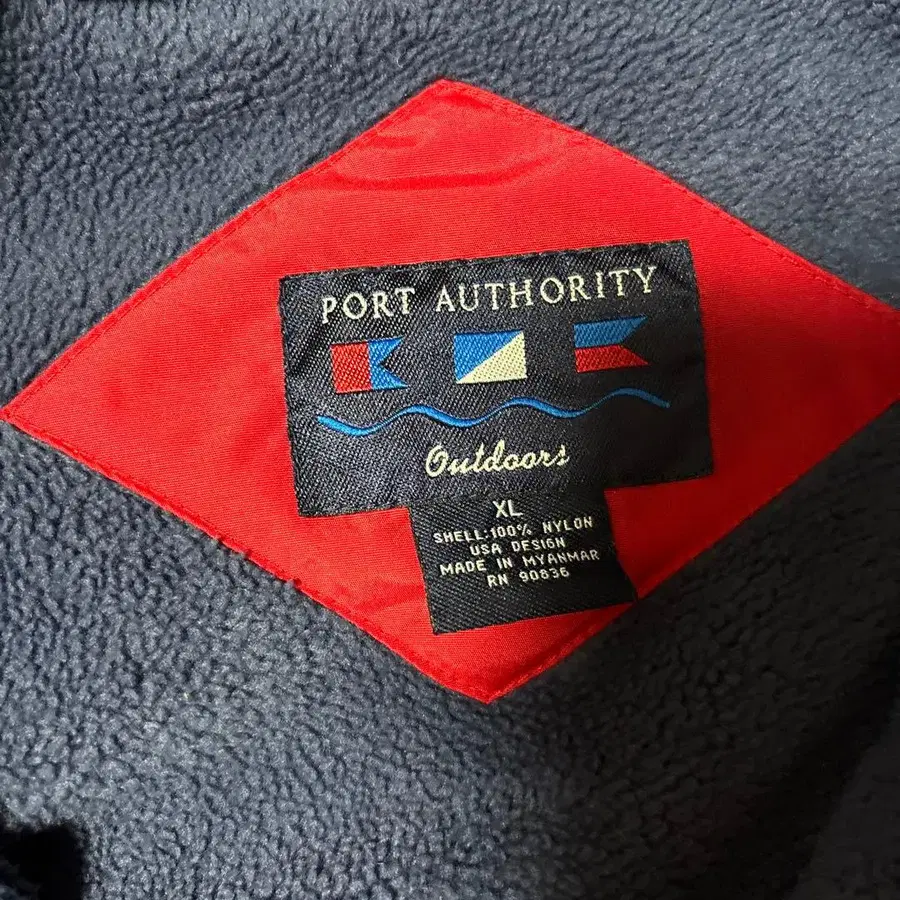 PORT AUTHORITY
Outdoors
XL
SHELL:100% NYLON
USA DESIGN
MADE IN MYANMAR
RN 90836